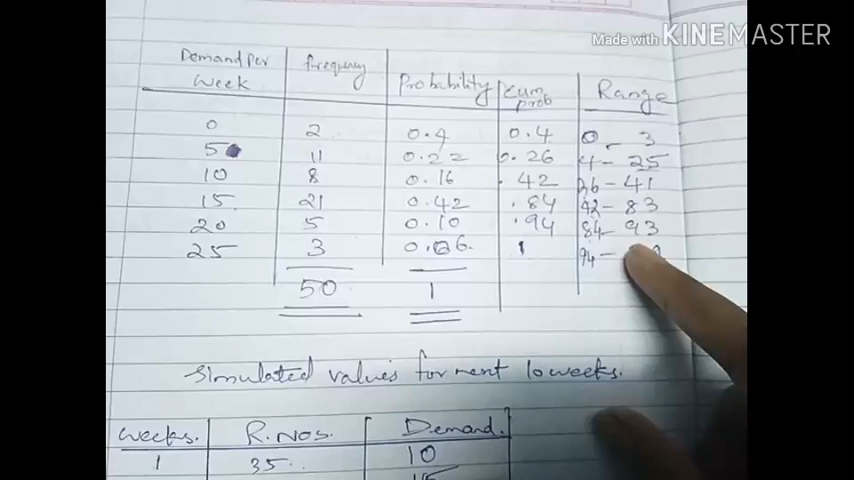 Made with KINEMASTER
Demand Per Week frequency Probability Cum prob Range
0 2 0.4 0.4 0 - 3
5 11 0.22 0.26 4 - 25
10 8 0.16 .42 26 - 41
15 21 0.42 .84 42 - 83
20 5 0.10 .94 84 - 93
25 3 0.06 1 94 -
50 1
Simulated values for next 10 weeks.
Weeks. R.Nos. Demand.
1 35 10
15